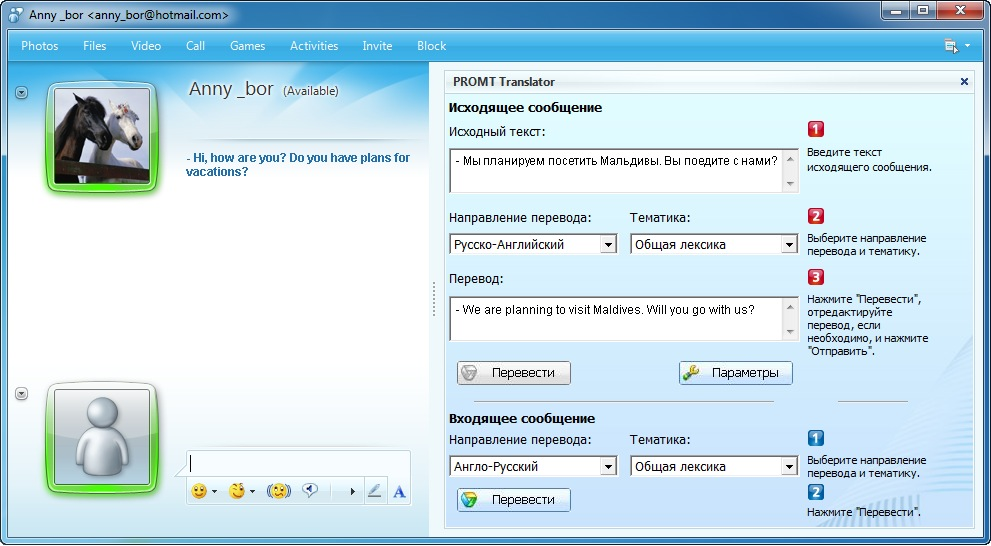 Anny _bor <anny_bor@hotmail.com>
Photos Files Video Call Games Activities Invite Block
Anny _bor (Available)
- Hi, how are you? Do you have plans for
vacations?
PROMT Translator
Исходящее сообщение
Исходный текст:
- Мы планируем посетить Мальдивы. Вы поедите с нами?
1
Введите текст
исходящего сообщения.
Направление перевода: Тематика:
Русско-Английский Общая лексика
2
Выберите направление
перевода и тематику.
Перевод:
- We are planning to visit Maldives. Will you go with us?
3
Нажмите "Перевести",
отредактируйте
перевод, если
необходимо, и нажмите
"Отправить".
Перевести Параметры
Входящее сообщение
Направление перевода: Тематика:
Англо-Русский Общая лексика
1
Выберите направление
перевода и тематику.
Перевести
2
Нажмите "Перевести".
A